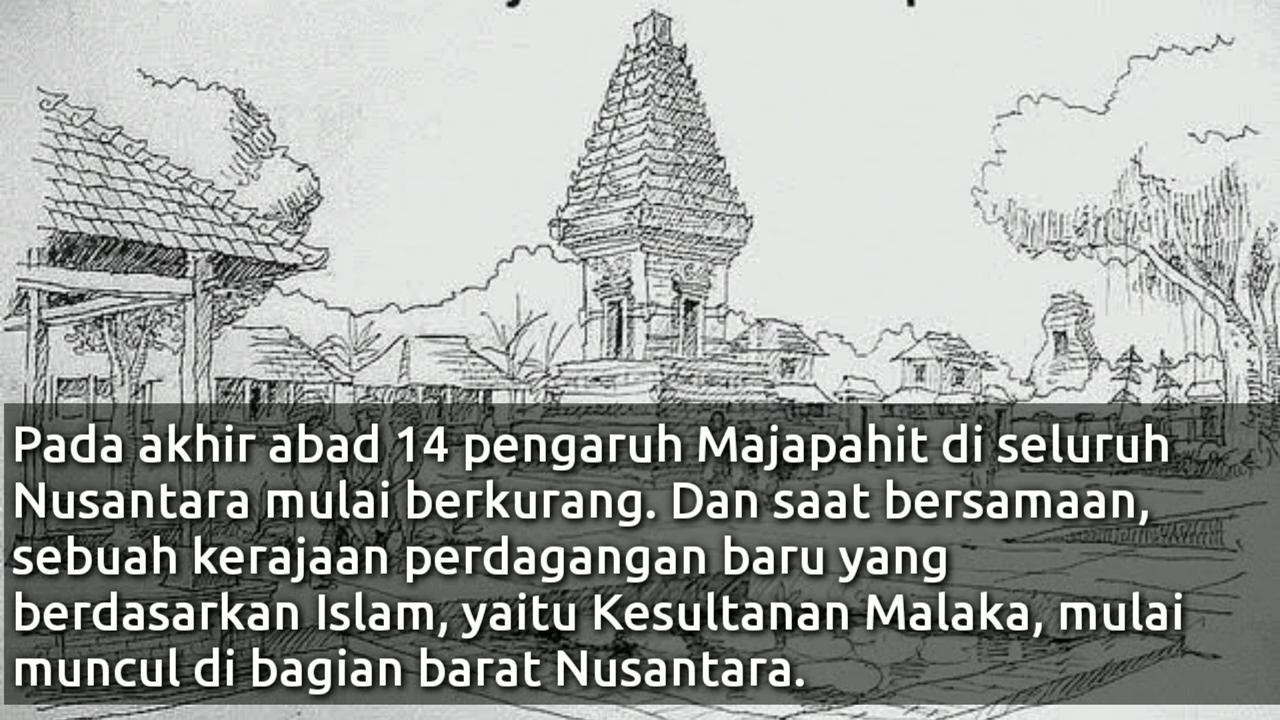 Pada akhir abad 14 pengaruh Majapahit di seluruh
Nusantara mulai berkurang. Dan saat bersamaan,
sebuah kerajaan perdagangan baru yang
berdasarkan Islam, yaitu Kesultanan Malaka, mulai
muncul di bagian barat Nusantara.